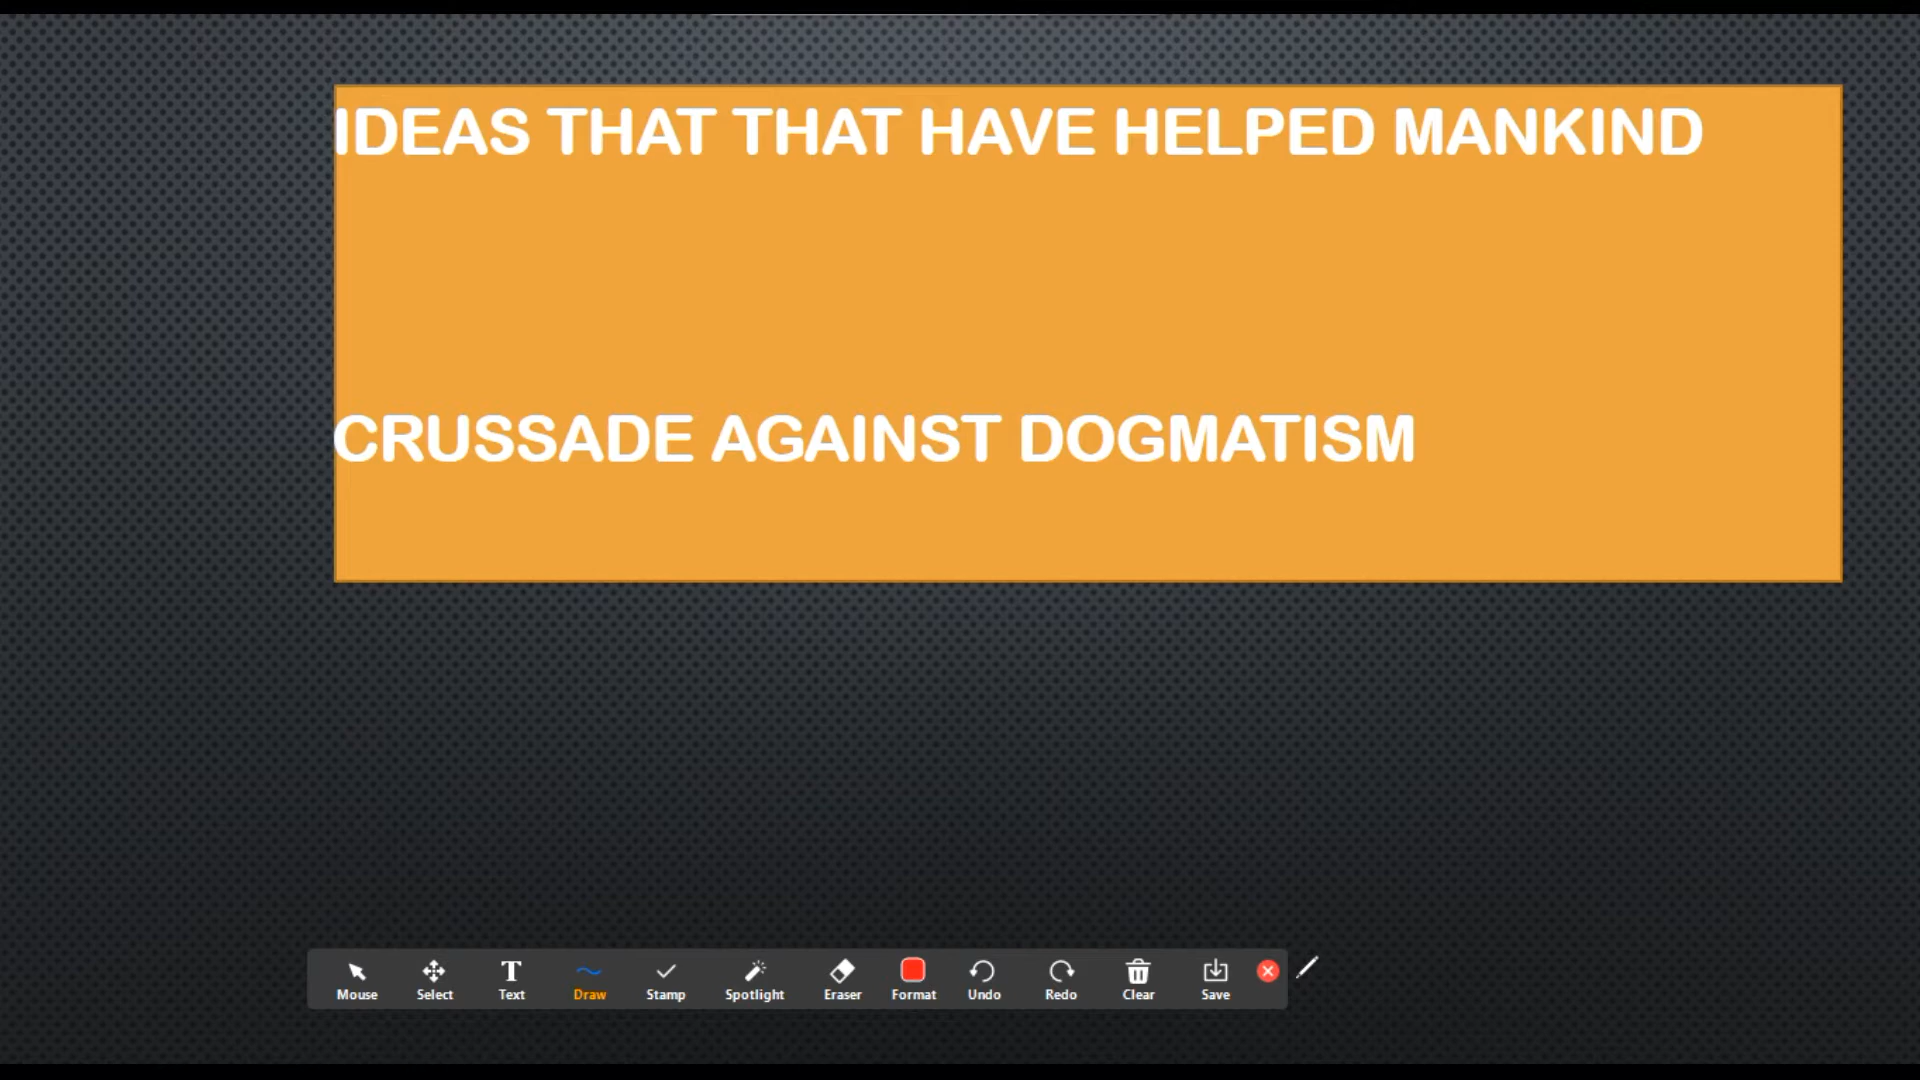 IDEAS THAT THAT HAVE HELPED MANKIND
CRUSSADE AGAINST DOGMATISM
Mouse Select Text Draw Stamp Spotlight Eraser Format Undo Redo Clear Save